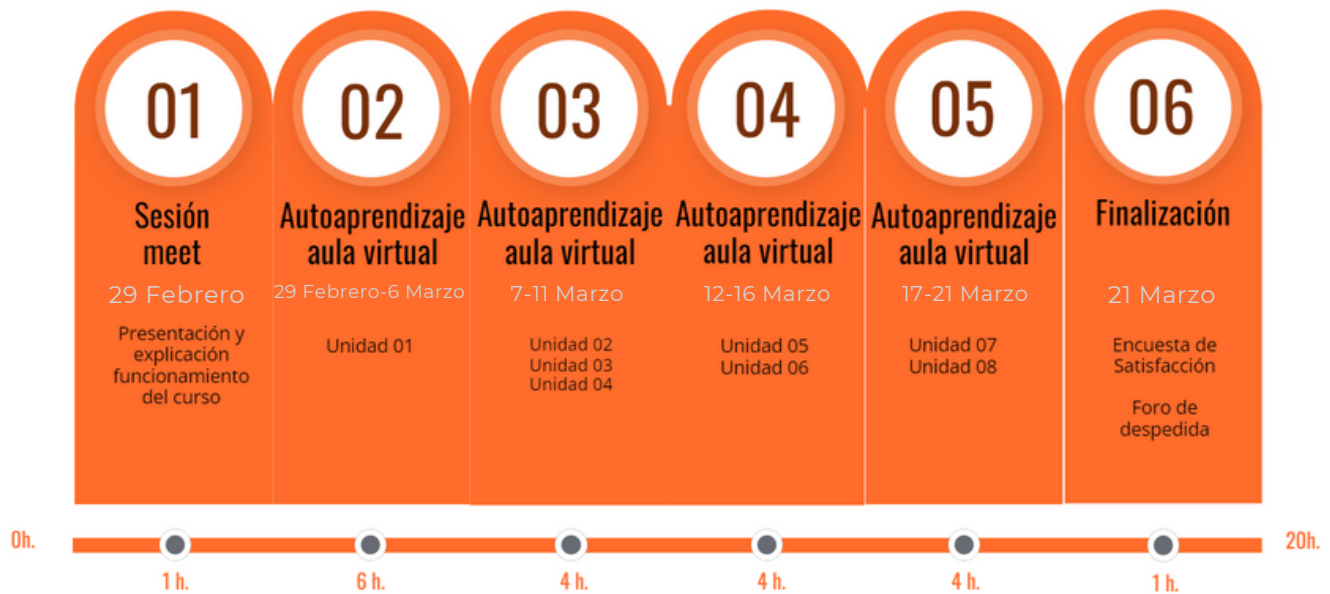 01
Sesión
meet
29 Febrero
Presentación y
explicación
funcionamiento
del curso
02
Autoaprendizaje
aula virtual
29 Febrero-6 Marzo
Unidad 01
03
Autoaprendizaje
aula virtual
7-11 Marzo
Unidad 02
Unidad 03
Unidad 04
04
Autoaprendizaje
aula virtual
12-16 Marzo
Unidad 05
Unidad 06
05
Autoaprendizaje
aula virtual
17-21 Marzo
Unidad 07
Unidad 08
06
Finalización
21 Marzo
Encuesta de
Satisfacción
Foro de
despedida
0h.
20h.
1 h.
6 h.
4 h.
4 h.
4 h.
1 h.